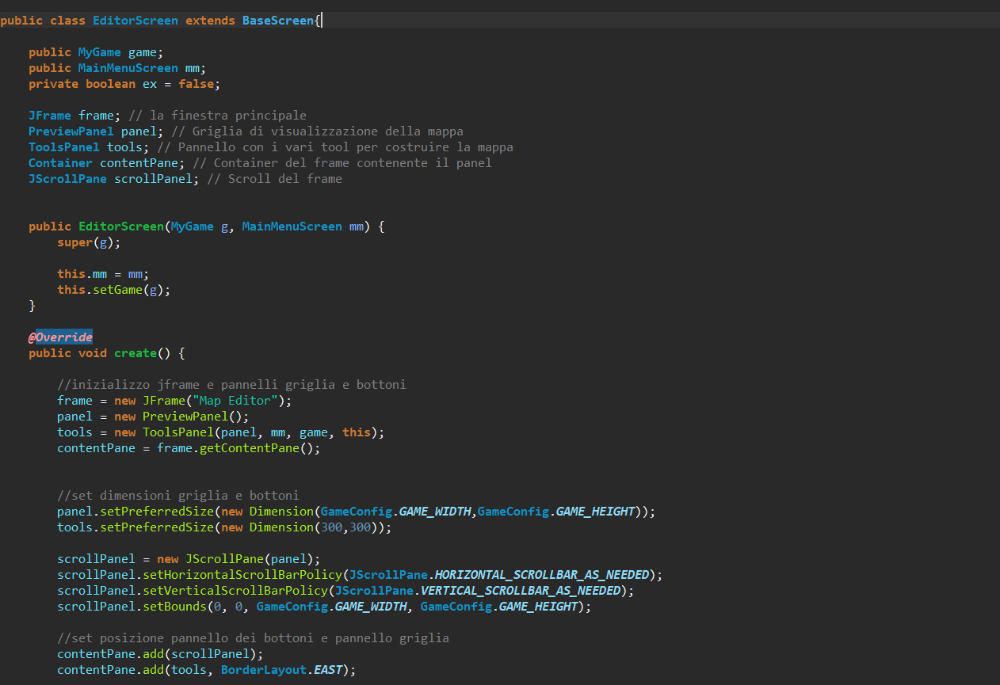 public class EditorScreen extends BaseScreen{
public MyGame game;
public MainMenuScreen mm;
private boolean ex = false;
JFrame frame; // la finestra principale
PreviewPanel panel; // Griglia di visualizzazione della mappa
ToolsPanel tools; // Pannello con i vari tool per costruire la mappa
Container contentPane; // Container del frame contenente il panel
JScrollPane scrollPanel; // Scroll del frame
public EditorScreen(MyGame g, MainMenuScreen mm) {
super(g);
this.mm = mm;
this.setGame(g);
}
@Override
public void create() {
//inizializzo jframe e pannelli griglia e bottoni
frame = new JFrame("Map Editor");
panel = new PreviewPanel();
tools = new ToolsPanel(panel, mm, game, this);
contentPane = frame.getContentPane();
//set dimensioni griglia e bottoni
panel.setPreferredSize(new Dimension(GameConfig.GAME_WIDTH,GameConfig.GAME_HEIGHT));
tools.setPreferredSize(new Dimension(300,300));
scrollPanel = new JScrollPane(panel);
scrollPanel.setHorizontalScrollBarPolicy(JScrollPane.HORIZONTAL_SCROLLBAR_AS_NEEDED);
scrollPanel.setVerticalScrollBarPolicy(JScrollPane.VERTICAL_SCROLLBAR_AS_NEEDED);
scrollPanel.setBounds(0, 0, GameConfig.GAME_WIDTH, GameConfig.GAME_HEIGHT);
//set posizione pannello dei bottoni e pannello griglia
contentPane.add(scrollPanel);
contentPane.add(tools, BorderLayout.EAST);